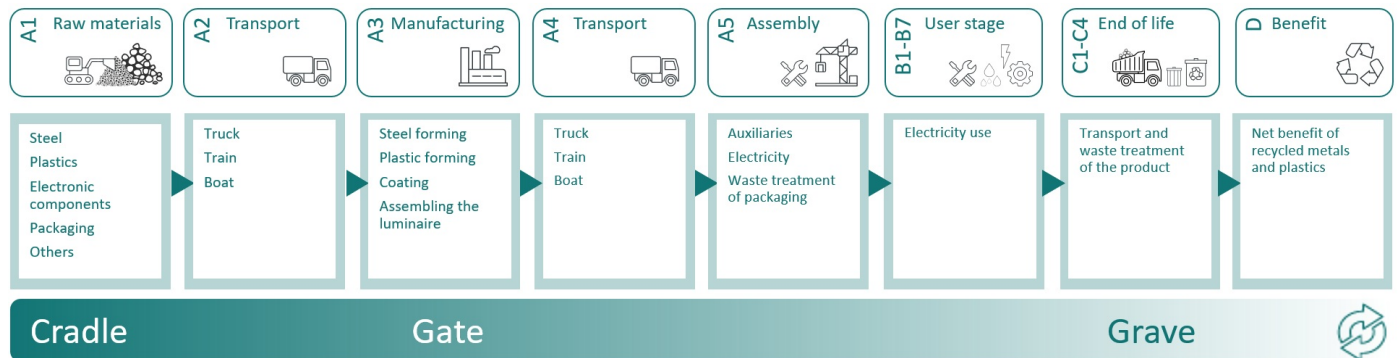 A1 Raw materials
A2 Transport
A3 Manufacturing
A4 Transport
A5 Assembly
B1-B7 User stage
C1-C4 End of life
D Benefit
Steel
Plastics
Electronic
components
Packaging
Others
Truck
Train
Boat
Steel forming
Plastic forming
Coating
Assembling the
luminaire
Truck
Train
Boat
Auxiliaries
Electricity
Waste treatment
of packaging
Electricity use
Transport and
waste treatment
of the product
Net benefit of
recycled metals
and plastics
Cradle
Gate
Grave